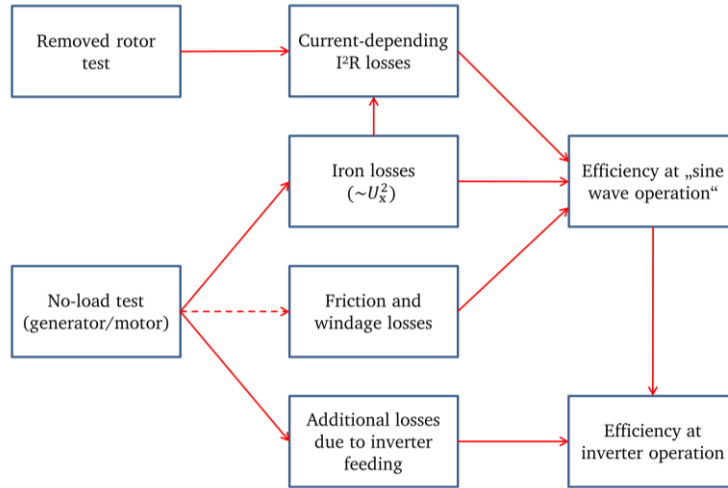 Removed rotor
test
Current-depending
I²R losses
Iron losses
(~U²ₓ)
Efficiency at „sine
wave operation“
No-load test
(generator/motor)
Friction and
windage losses
Additional losses
due to inverter
feeding
Efficiency at
inverter operation